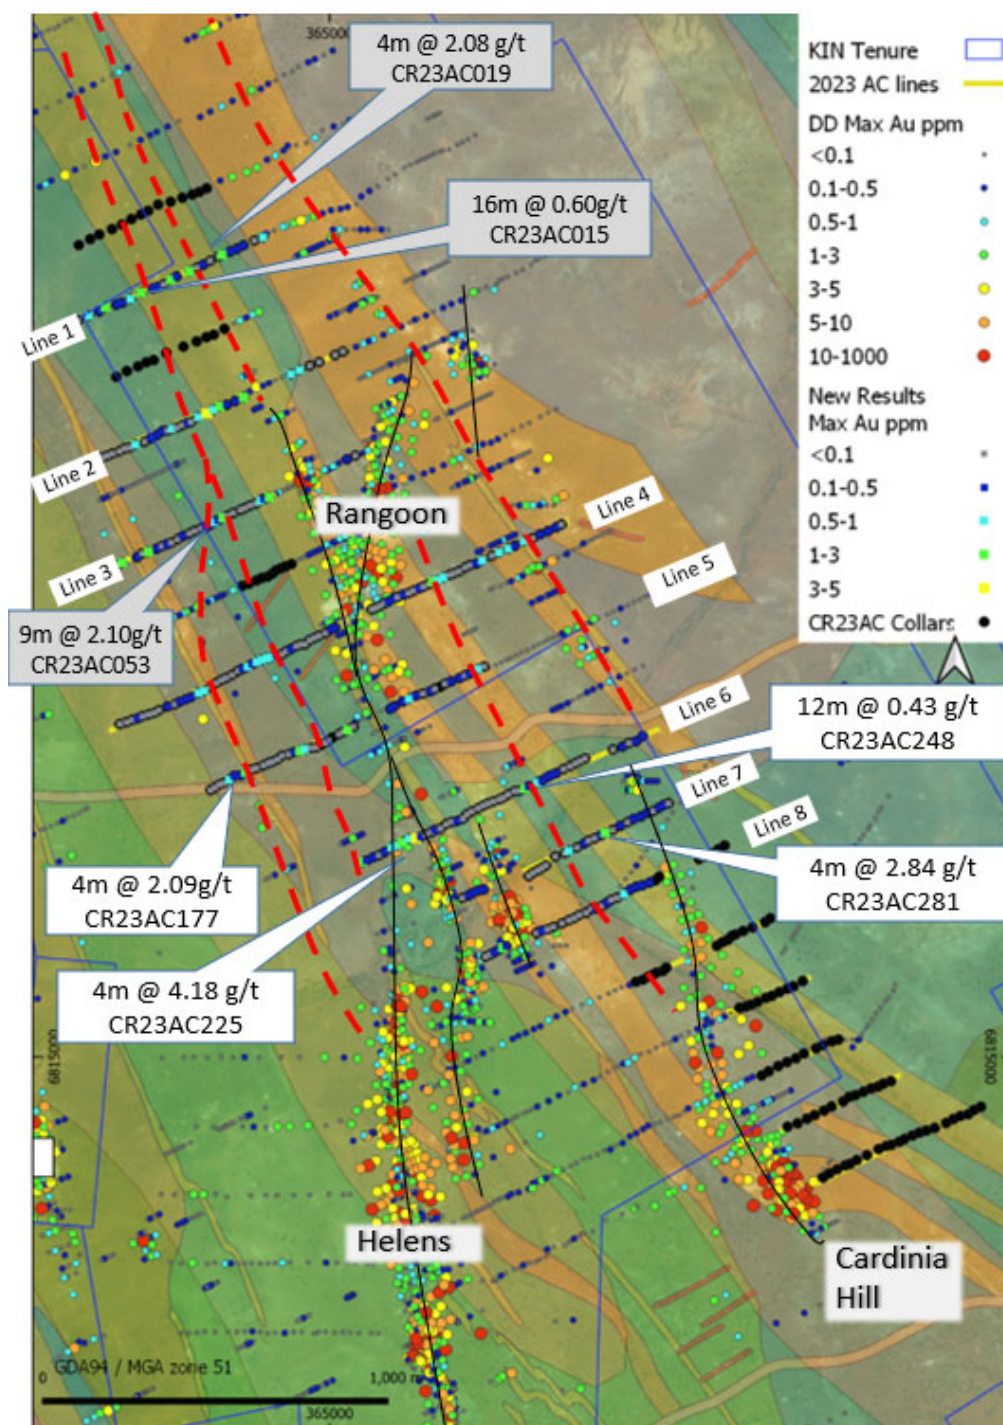 365000
4m @ 2.08 g/t
CR23AC019
16m @ 0.60g/t
CR23AC015
KIN Tenure
2023 AC lines
DD Max Au ppm
<0.1
0.1-0.5
0.5-1
1-3
3-5
5-10
10-1000
New Results
Max Au ppm
<0.1
0.1-0.5
0.5-1
1-3
3-5
CR23AC Collars
Line 1
Line 2
Line 3
Rangoon
Line 4
Line 5
9m @ 2.10g/t
CR23AC053
Line 6
12m @ 0.43 g/t
CR23AC248
Line 7
Line 8
4m @ 2.09g/t
CR23AC177
4m @ 2.84 g/t
CR23AC281
4m @ 4.18 g/t
CR23AC225
6815000
6815000
Helens
Cardinia
Hill
GDA94 / MGA zone 51
0
1,000 m
365000